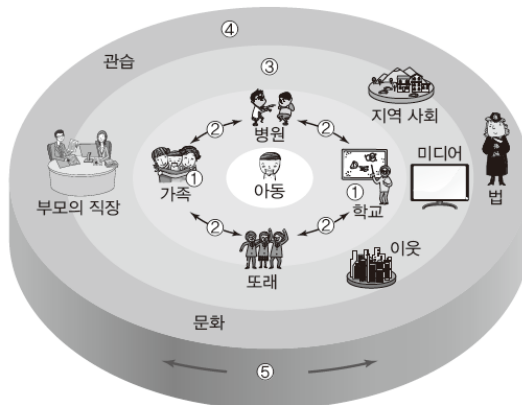 ④
관습
③
지역 사회
②
병원
②
미디어
①
가족
아동
①
학교
법
부모의 직장
②
②
또래
이웃
문화
⑤